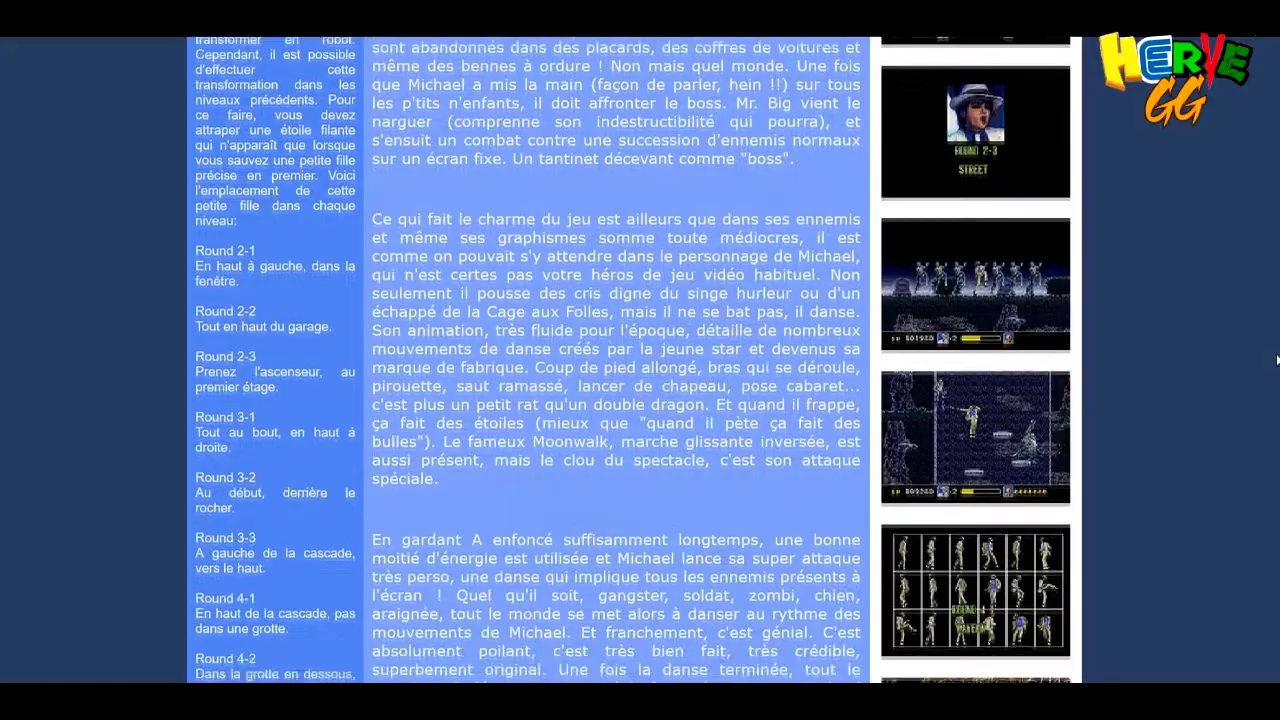 transformer en robot.
Cependant, il est possible
d'effectuer cette
transformation dans les
niveaux précédents. Pour
ce faire, vous devez
attraper une étoile filante
qui n'apparaît que lorsque
vous sauvez une petite fille
précise en premier. Voici
l'emplacement de cette
petite fille dans chaque
niveau:
Round 2-1
En haut à gauche, dans la
fenêtre.
Round 2-2
Tout en haut du garage.
Round 2-3
Prenez l'ascenseur, au
premier étage.
Round 3-1
Tout au bout, en haut à
droite.
Round 3-2
Au début, derrière le
rocher.
Round 3-3
A gauche de la cascade,
vers le haut.
Round 4-1
En haut de la cascade, pas
dans une grotte.
Round 4-2
Dans la grotte en dessous,
sont abandonnés dans des placards, des coffres de voitures et
même des bennes à ordure ! Non mais quel monde. Une fois
que Michael a mis la main (façon de parler, hein !!) sur tous
les p'tits n'enfants, il doit affronter le boss. Mr. Big vient le
narguer (comprenne son indestructibilité qui pourra), et
s'ensuit un combat contre une succession d'ennemis normaux
sur un écran fixe. Un tantinet décevant comme "boss".
Ce qui fait le charme du jeu est ailleurs que dans ses ennemis
et même ses graphismes somme toute médiocres, il est
comme on pouvait s'y attendre dans le personnage de Michael,
qui n'est certes pas votre héros de jeu vidéo habituel. Non
seulement il pousse des cris digne du singe hurleur ou d'un
échappé de la Cage aux Folles, mais il ne se bat pas, il danse.
Son animation, très fluide pour l'époque, détaille de nombreux
mouvements de danse créés par la jeune star et devenus sa
marque de fabrique. Coup de pied allongé, bras qui se déroule,
pirouette, saut ramassé, lancer de chapeau, pose cabaret...
c'est plus un petit rat qu'un double dragon. Et quand il frappe,
ça fait des étoiles (mieux que "quand il pète ça fait des
bulles"). Le fameux Moonwalk, marche glissante inversée, est
aussi présent, mais le clou du spectacle, c'est son attaque
spéciale.
En gardant A enfoncé suffisamment longtemps, une bonne
moitié d'énergie est utilisée et Michael lance sa super attaque
très perso, une danse qui implique tous les ennemis présents à
l'écran ! Quel qu'il soit, gangster, soldat, zombi, chien,
araignée, tout le monde se met alors à danser au rythme des
mouvements de Michael. Et franchement, c'est génial. C'est
absolument poilant, c'est très bien fait, très crédible,
superbement original. Une fois la danse terminée, tout le
HERVE
GG
ROUND 2-3
STREET